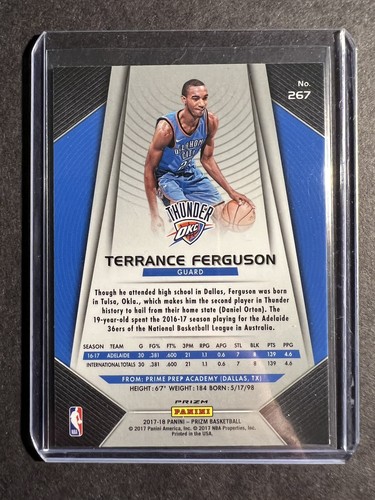 No.
267
OKLAHOMA
CITY
THUNDER
OKC
TERRANCE FERGUSON
GUARD
Though he attended high school in Dallas, Ferguson was born
in Tulsa, Okla., which makes him the second player in Thunder
history to hail from their home state (Daniel Orton). The
19-year-old spent the 2016-17 season playing for the Adelaide
36ers of the National Basketball League in Australia.
SEASON TEAM G FG% FT% 3PM RPG APG STL BLK PTS PPG
16-17 ADELAIDE 30 .381 .600 21 1.1 0.6 7 8 139 4.6
INTERNATIONAL TOTALS 30 .381 .600 21 1.1 0.6 7 8 139 4.6
FROM: PRIME PREP ACADEMY (DALLAS, TX)
HEIGHT: 6'7" WEIGHT: 184 BORN: 5/17/98
PRIZM
PANINI
2017-18 PANINI – PRIZM BASKETBALL
© 2017 Panini America, Inc. © 2017 NBA Properties, Inc.
Printed in the USA.
NBA